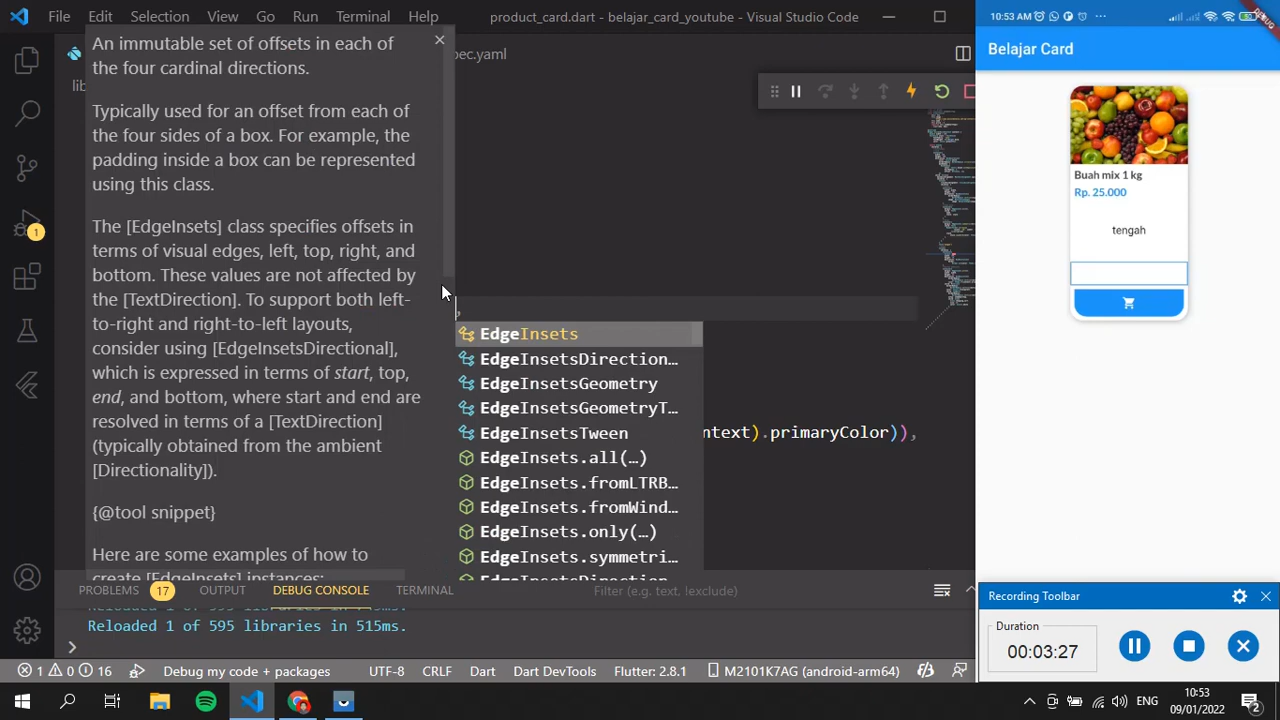 File Edit Selection View Go Run Terminal Help
product_card.dart - belajar_card_youtube - Visual Studio Code
An immutable set of offsets in each of
the four cardinal directions.
Typically used for an offset from each of
the four sides of a box. For example, the
padding inside a box can be represented
using this class.
The [EdgeInsets] class specifies offsets in
terms of visual edges, left, top, right, and
bottom. These values are not affected by
the [TextDirection]. To support both left-
to-right and right-to-left layouts,
consider using [EdgeInsetsDirectional],
which is expressed in terms of start, top,
end, and bottom, where start and end are
resolved in terms of a [TextDirection]
(typically obtained from the ambient
[Directionality]).
{@tool snippet}
Here are some examples of how to
create [EdgeInsets] instances:
pec.yaml
lib
,
EdgeInsets
EdgeInsetsDirection…
EdgeInsetsGeometry
EdgeInsetsGeometryT…
EdgeInsetsTween
EdgeInsets.all(…)
EdgeInsets.fromLTRB…
EdgeInsets.fromWind…
EdgeInsets.only(…)
EdgeInsets.symmetri…
EdgeInsetsDirection
ntext).primaryColor)),
1
PROBLEMS 17 OUTPUT DEBUG CONSOLE TERMINAL
Filter (e.g. text, !exclude)
Reloaded 1 of 595 libraries in 515ms.
1 0 16 Debug my code + packages UTF-8 CRLF Dart Dart DevTools Flutter: 2.8.1 M2101K7AG (android-arm64)
10:53 AM
DEBUG
Belajar Card
Buah mix 1 kg
Rp. 25.000
tengah
Recording Toolbar
Duration
00:03:27
ENG
10:53
09/01/2022
2